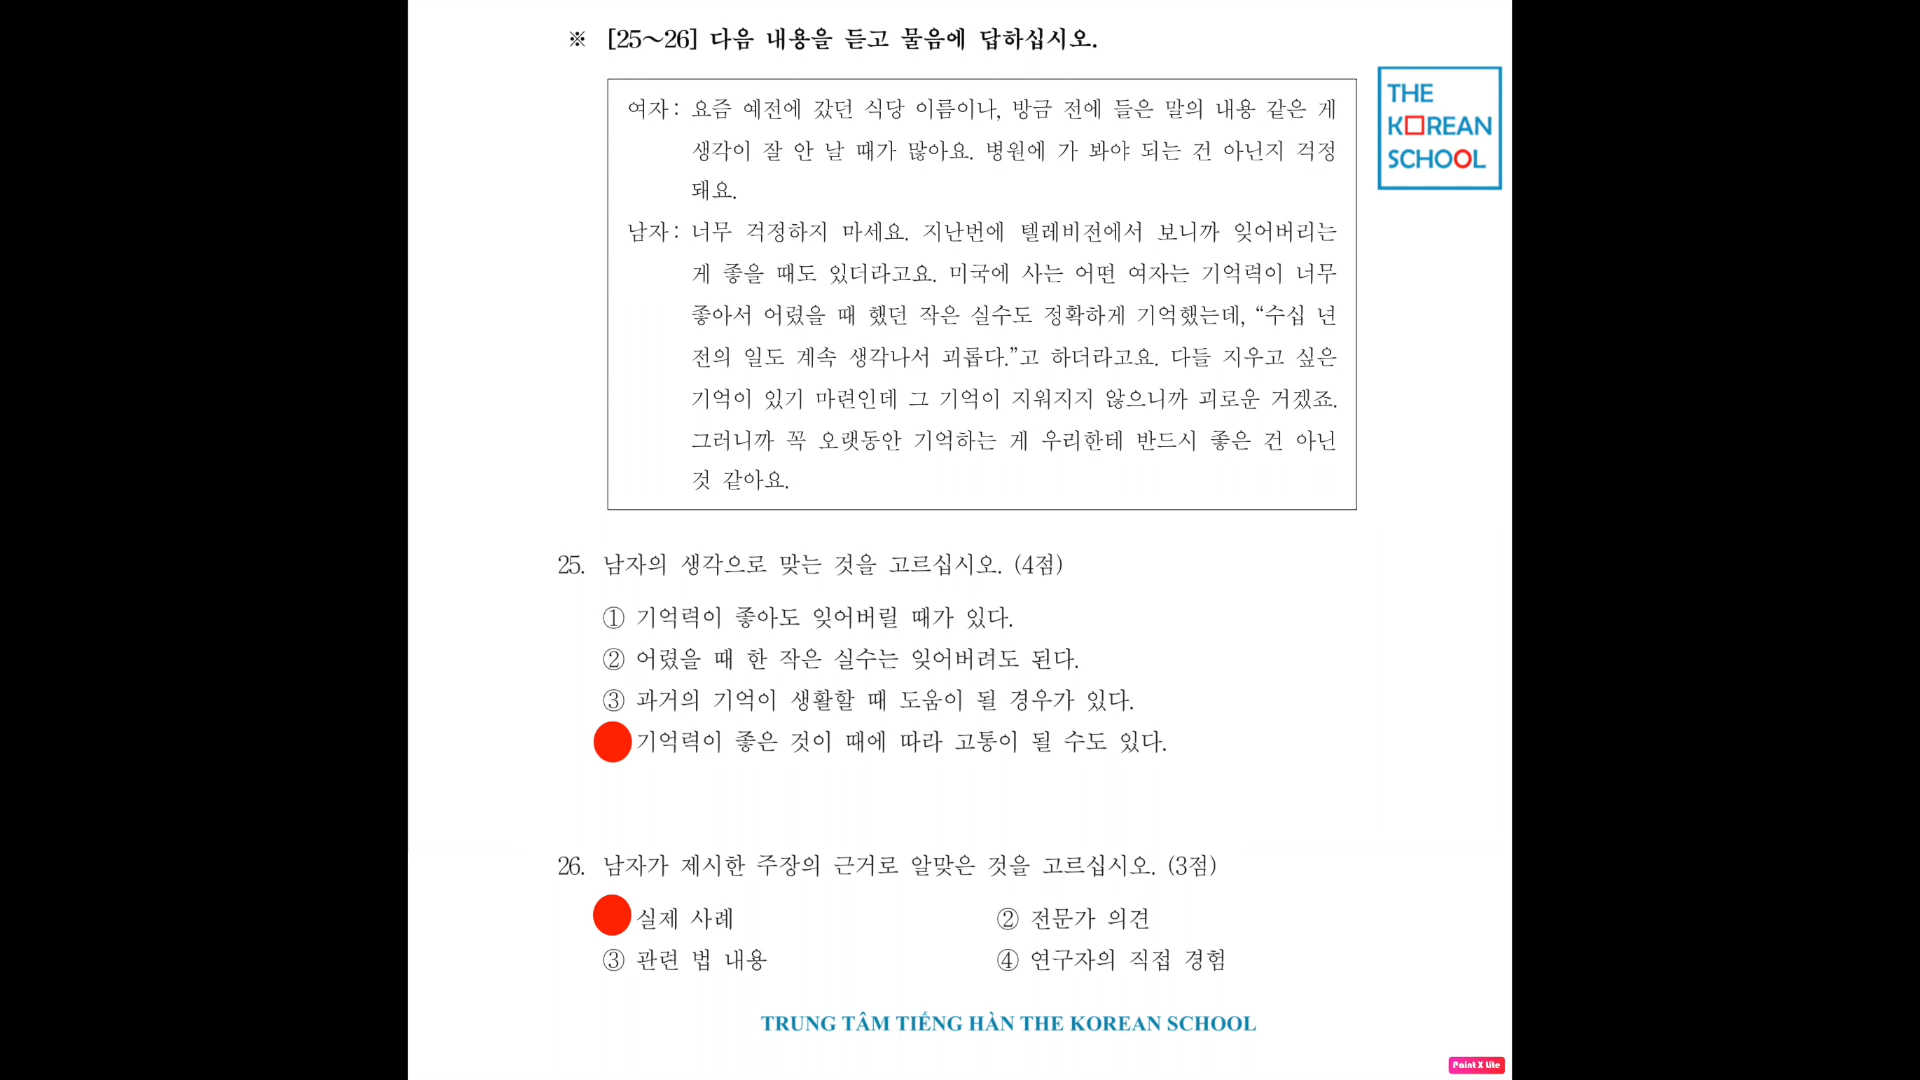 ※ [25～26] 다음 내용을 듣고 물음에 답하십시오.
여자 : 요즘 예전에 갔던 식당 이름이나, 방금 전에 들은 말의 내용 같은 게
생각이 잘 안 날 때가 많아요. 병원에 가 봐야 되는 건 아닌지 걱정
돼요.
남자 : 너무 걱정하지 마세요. 지난번에 텔레비전에서 보니까 잊어버리는
게 좋을 때도 있더라고요. 미국에 사는 어떤 여자는 기억력이 너무
좋아서 어렸을 때 했던 작은 실수도 정확하게 기억했는데, “수십 년
전의 일도 계속 생각나서 괴롭다.”고 하더라고요. 다들 지우고 싶은
기억이 있기 마련인데 그 기억이 지워지지 않으니까 괴로운 거겠죠.
그러니까 꼭 오랫동안 기억하는 게 우리한테 반드시 좋은 건 아닌
것 같아요.
THE
KOREAN
SCHOOL
25. 남자의 생각으로 맞는 것을 고르십시오. (4점)
① 기억력이 좋아도 잊어버릴 때가 있다.
② 어렸을 때 한 작은 실수는 잊어버려도 된다.
③ 과거의 기억이 생활할 때 도움이 될 경우가 있다.
기억력이 좋은 것이 때에 따라 고통이 될 수도 있다.
26. 남자가 제시한 주장의 근거로 알맞은 것을 고르십시오. (3점)
실제 사례 ② 전문가 의견
③ 관련 법 내용 ④ 연구자의 직접 경험
TRUNG TÂM TIẾNG HÀN THE KOREAN SCHOOL
Paint X Lite